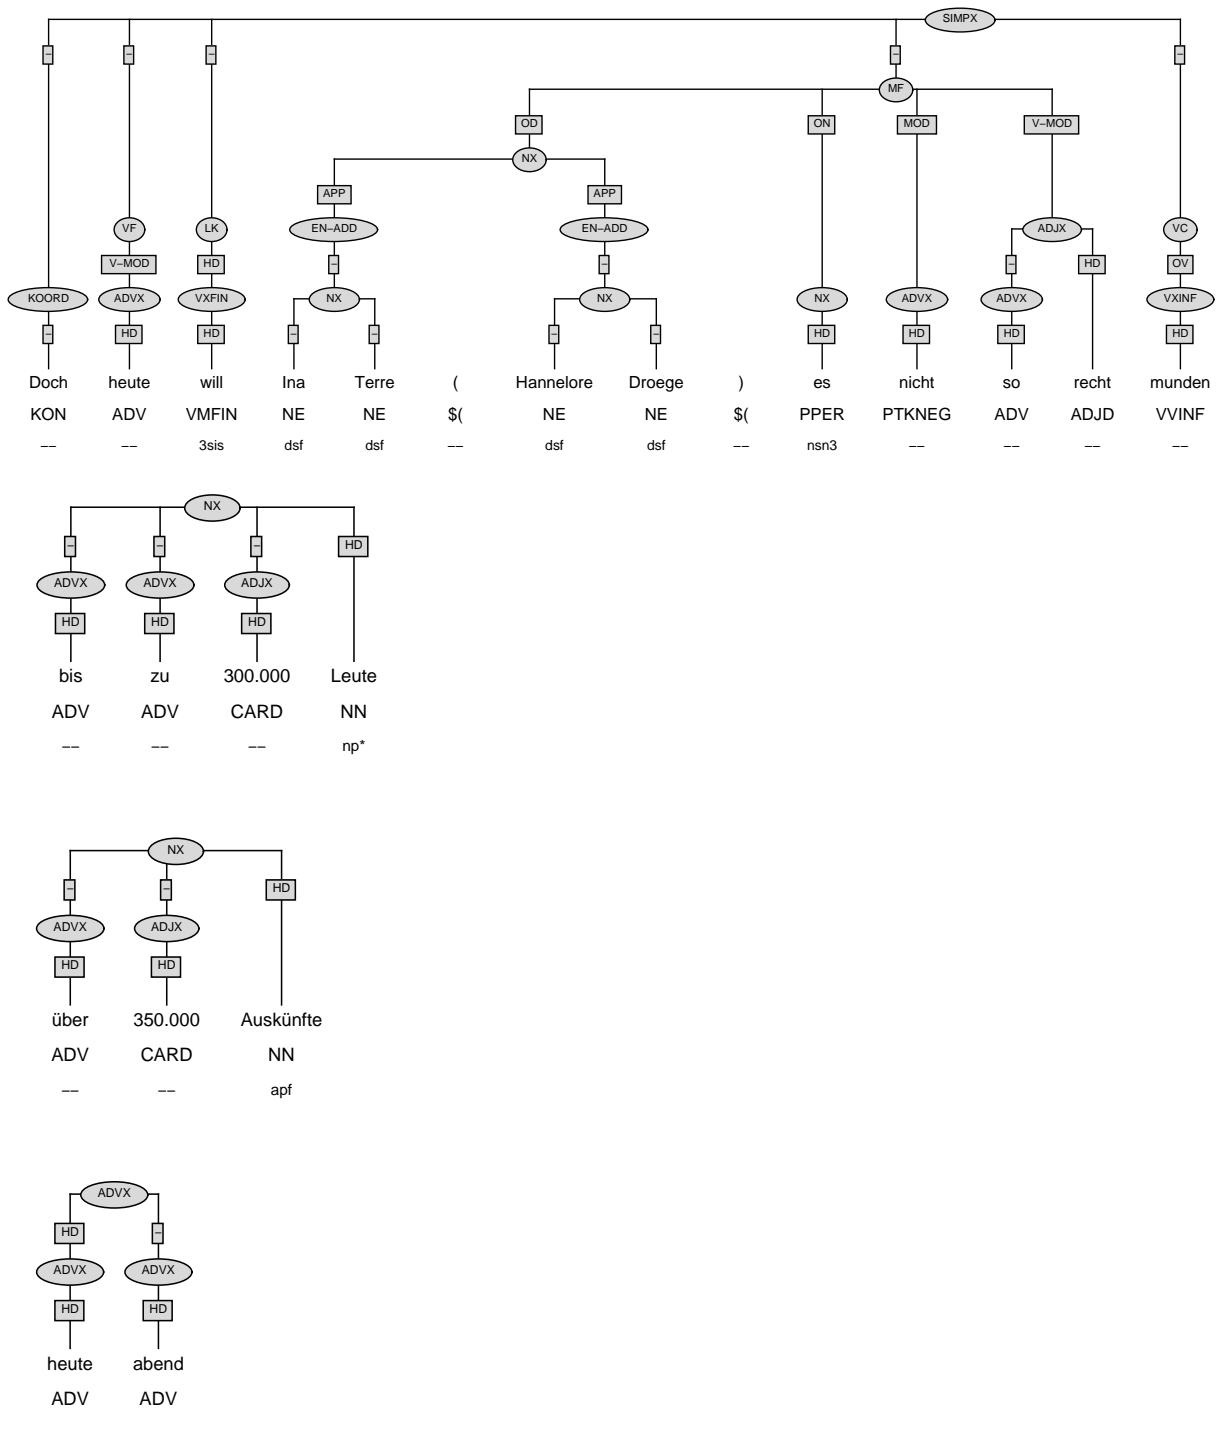 SIMPX
– – – – –
MF
OD ON MOD V–MOD
NX
APP APP
VF LK EN–ADD EN–ADD ADJX VC
V–MOD HD – – – HD OV
KOORD ADVX VXFIN NX NX NX ADVX ADVX VXINF
– HD HD – – – – HD HD HD HD
Doch heute will Ina Terre ( Hannelore Droege ) es nicht so recht munden
KON ADV VMFIN NE NE $( NE NE $( PPER PTKNEG ADV ADJD VVINF
–– –– 3sis dsf dsf –– dsf dsf –– nsn3 –– –– –– ––
NX
– – – HD
ADVX ADVX ADJX
HD HD HD
bis zu 300.000 Leute
ADV ADV CARD NN
–– –– –– np*
NX
– – HD
ADVX ADJX
HD HD
über 350.000 Auskünfte
ADV CARD NN
–– –– apf
ADVX
HD –
ADVX ADVX
HD HD
heute abend
ADV ADV